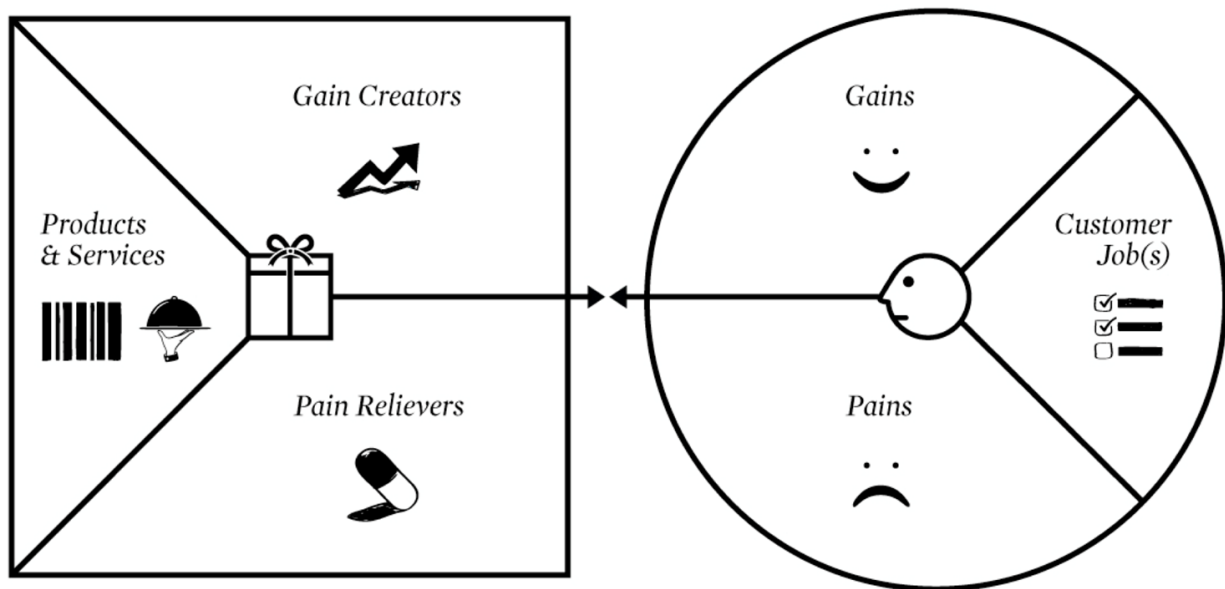 Gain Creators
Products
& Services
Pain Relievers
Gains
Customer
Job(s)
Pains